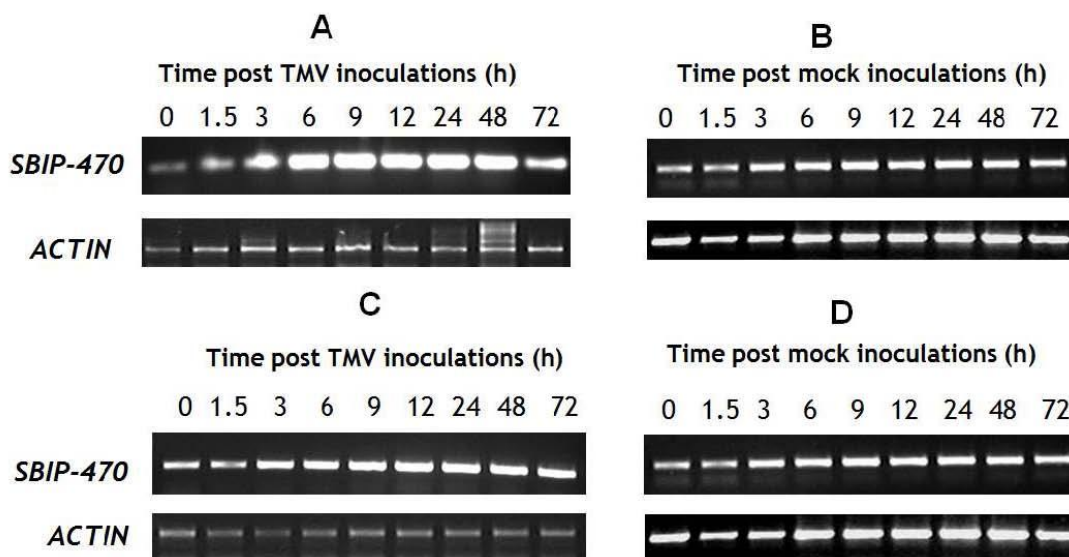 A
Time post TMV inoculations (h)
0 1.5 3 6 9 12 24 48 72
SBIP-470
ACTIN
B
Time post mock inoculations (h)
0 1.5 3 6 9 12 24 48 72
C
Time post TMV inoculations (h)
0 1.5 3 6 9 12 24 48 72
SBIP-470
ACTIN
D
Time post mock inoculations (h)
0 1.5 3 6 9 12 24 48 72